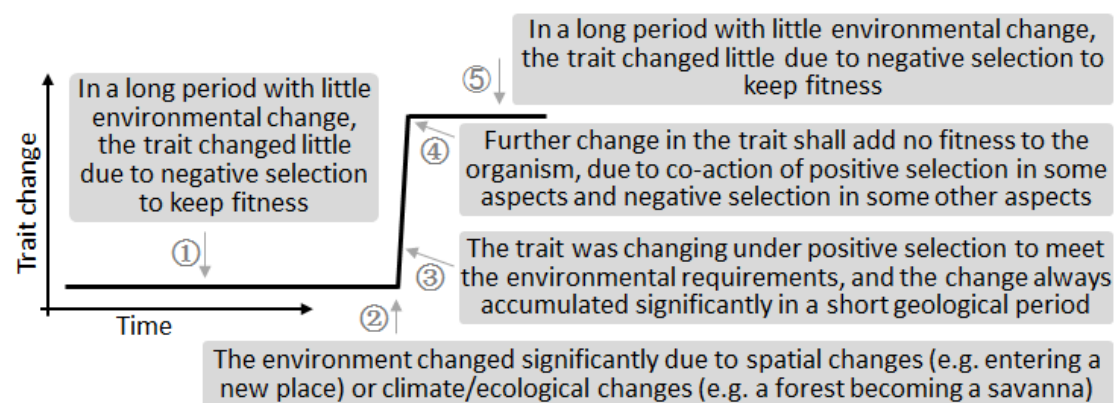 In a long period with little
environmental change,
the trait changed little
due to negative selection
to keep fitness
①
Trait change
Time
②
The environment changed significantly due to spatial changes (e.g. entering a
new place) or climate/ecological changes (e.g. a forest becoming a savanna)
③
The trait was changing under positive selection to meet
the environmental requirements, and the change always
accumulated significantly in a short geological period
④
Further change in the trait shall add no fitness to the
organism, due to co-action of positive selection in some
aspects and negative selection in some other aspects
⑤
In a long period with little environmental change,
the trait changed little due to negative selection to
keep fitness